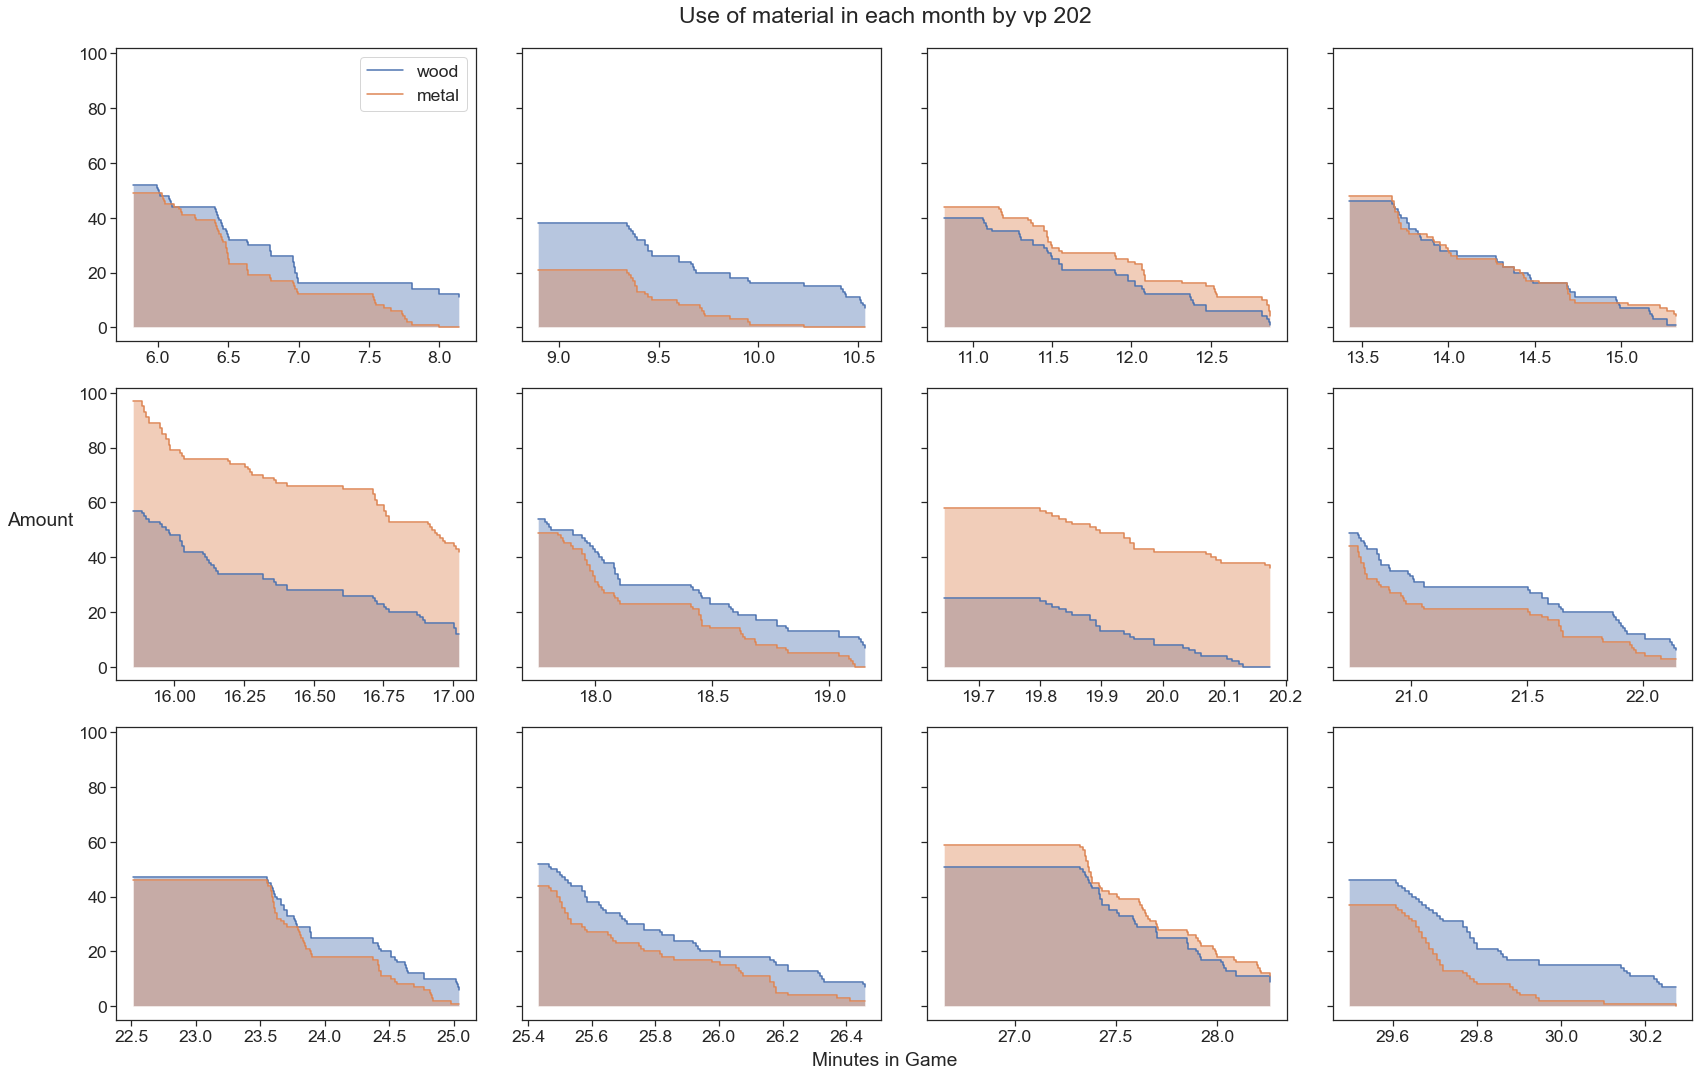 Use of material in each month by vp 202
100
80
60
40
20
0
wood
metal
6.0 6.5 7.0 7.5 8.0
9.0 9.5 10.0 10.5
11.0 11.5 12.0 12.5
13.5 14.0 14.5 15.0
Amount
100
80
60
40
20
0
16.00 16.25 16.50 16.75 17.00
18.0 18.5 19.0
19.7 19.8 19.9 20.0 20.1 20.2
21.0 21.5 22.0
100
80
60
40
20
0
22.5 23.0 23.5 24.0 24.5 25.0
25.4 25.6 25.8 26.0 26.2 26.4
27.0 27.5 28.0
29.6 29.8 30.0 30.2
Minutes in Game